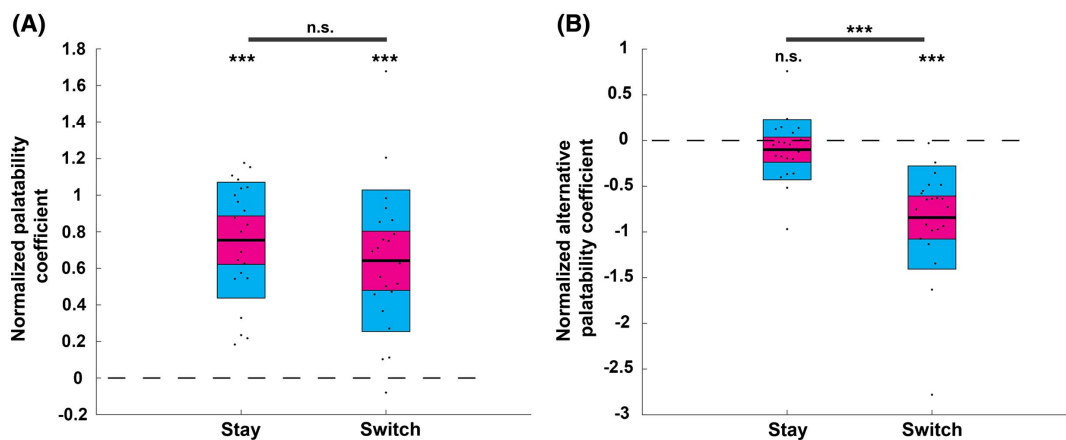 (A)
n.s.
*** ***
1.8
1.6
1.4
1.2
1
0.8
0.6
0.4
0.2
0
-0.2
Normalized palatability
coefficient
Stay Switch
(B)
***
n.s. ***
1
0.5
0
-0.5
-1
-1.5
-2
-2.5
-3
Normalized alternative
palatability coefficient
Stay Switch